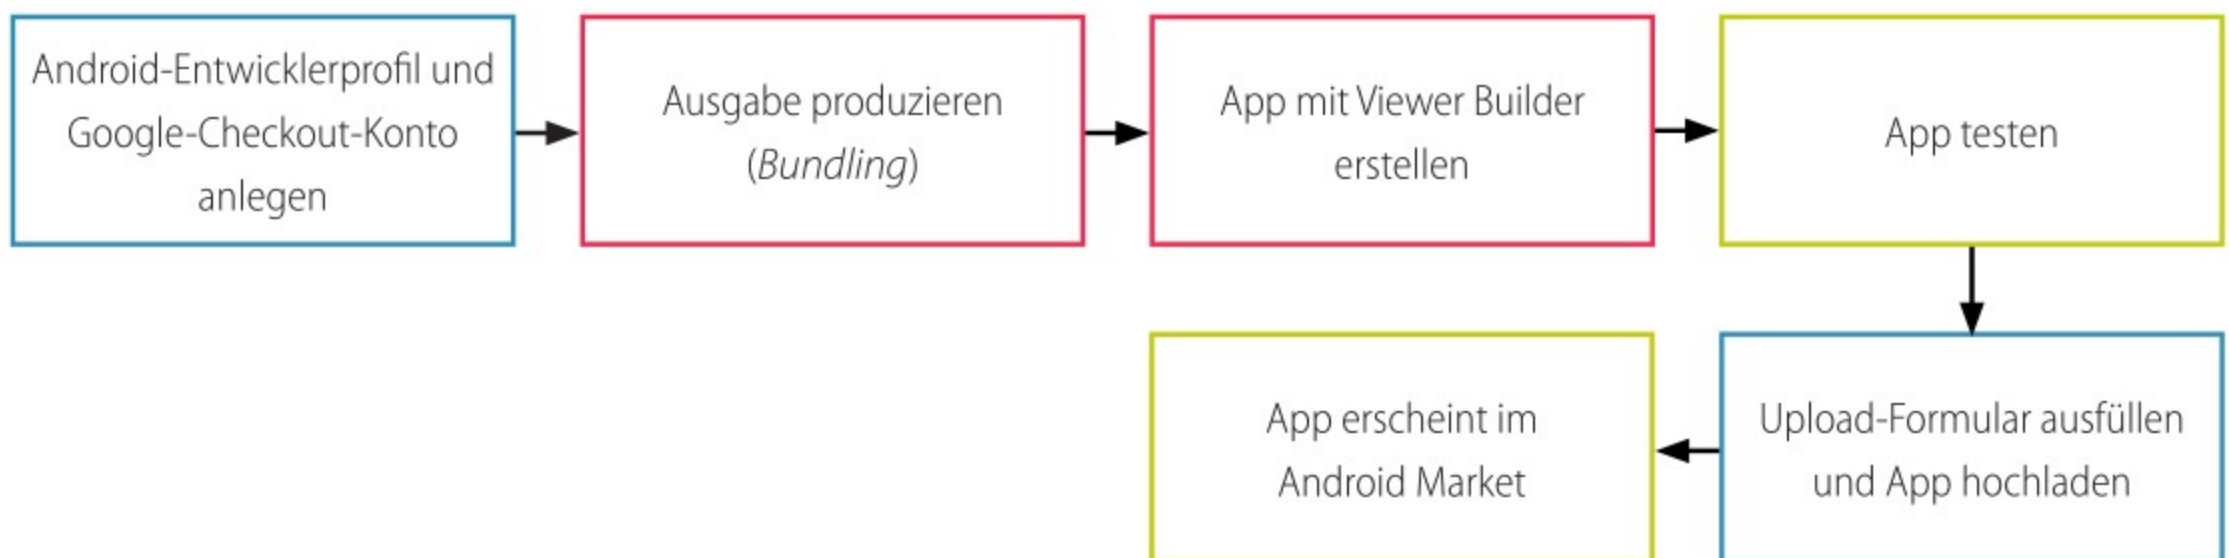 Android-Entwicklerprofil und
Google-Checkout-Konto
anlegen
Ausgabe produzieren
(Bundling)
App mit Viewer Builder
erstellen
App testen
App erscheint im
Android Market
Upload-Formular ausfüllen
und App hochladen